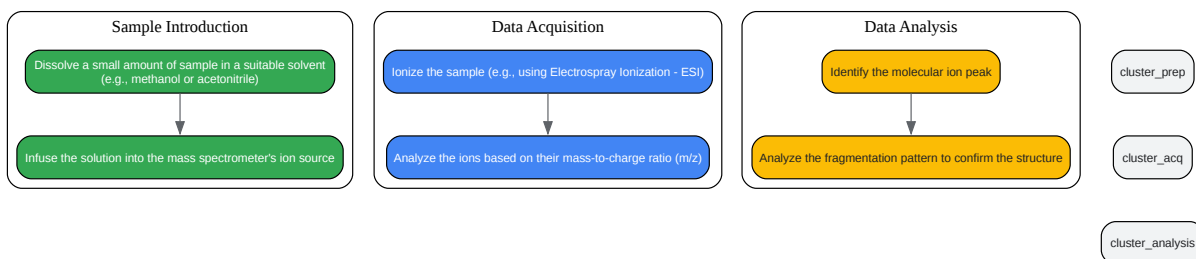 Sample Introduction
Dissolve a small amount of sample in a suitable solvent
(e.g., methanol or acetonitrile)
Infuse the solution into the mass spectrometer's ion source
Data Acquisition
Ionize the sample (e.g., using Electrospray Ionization - ESI)
Analyze the ions based on their mass-to-charge ratio (m/z)
Data Analysis
Identify the molecular ion peak
Analyze the fragmentation pattern to confirm the structure
cluster_prep
cluster_acq
cluster_analysis